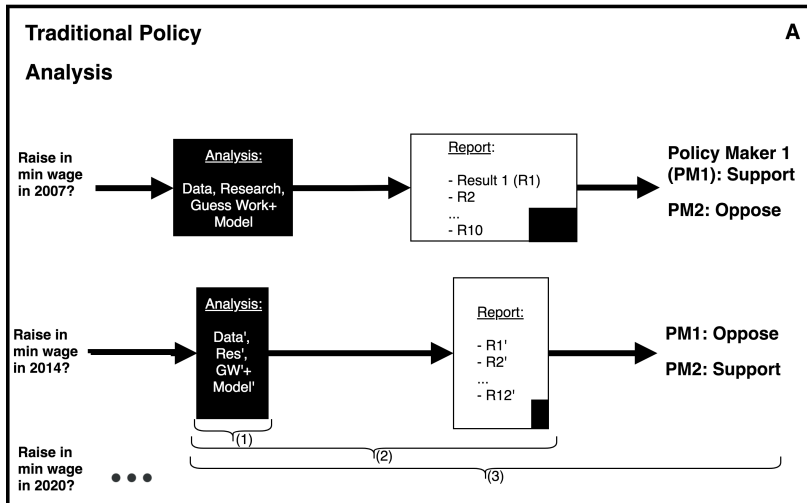 Traditional Policy
Analysis
A
Raise in
min wage
in 2007?
Analysis:
Data, Research,
Guess Work+
Model
Report:
- Result 1 (R1)
- R2
...
- R10
Policy Maker 1
(PM1): Support
PM2: Oppose
Raise in
min wage
in 2014?
Analysis:
Data',
Res',
GW'+
Model'
Report:
- R1'
- R2'
...
- R12'
PM1: Oppose
PM2: Support
(1)
(2)
(3)
Raise in
min wage
in 2020?